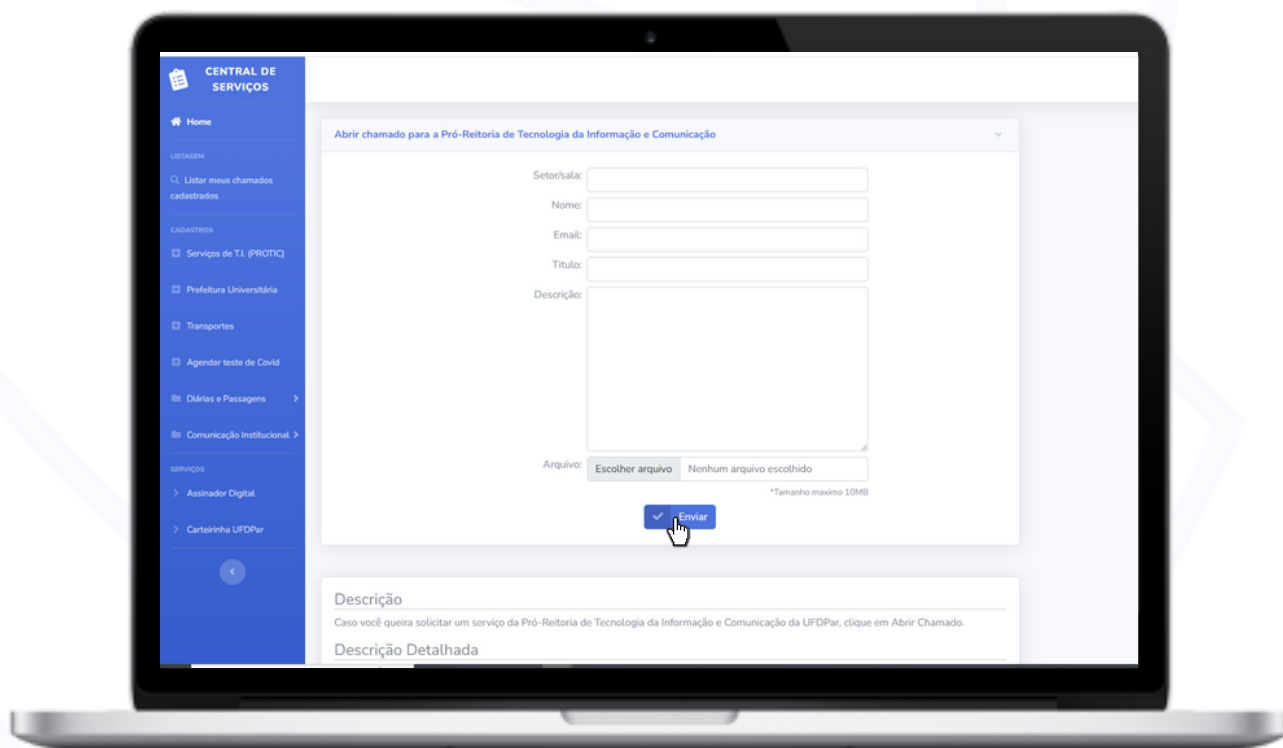 CENTRAL DE
SERVIÇOS
Home
LISTAGEM
Listar meus chamados
cadastrados
CADASTROS
Serviços de T.I. (PROTIC)
Prefeitura Universitária
Transportes
Agendar teste de Covid
Diárias e Passagens
Comunicação Institucional
SERVIÇOS
Assinador Digital
Carteirinha UFDPar
Abrir chamado para a Pró-Reitoria de Tecnologia da Informação e Comunicação
Setor/sala:
Nome:
Email:
Titulo:
Descrição:
Arquivo:
Escolher arquivo Nenhum arquivo escolhido
*Tamanho maximo 10MB
Enviar
Descrição
Caso você queira solicitar um serviço da Pró-Reitoria de Tecnologia da Informação e Comunicação da UFDPar, clique em Abrir Chamado.
Descrição Detalhada